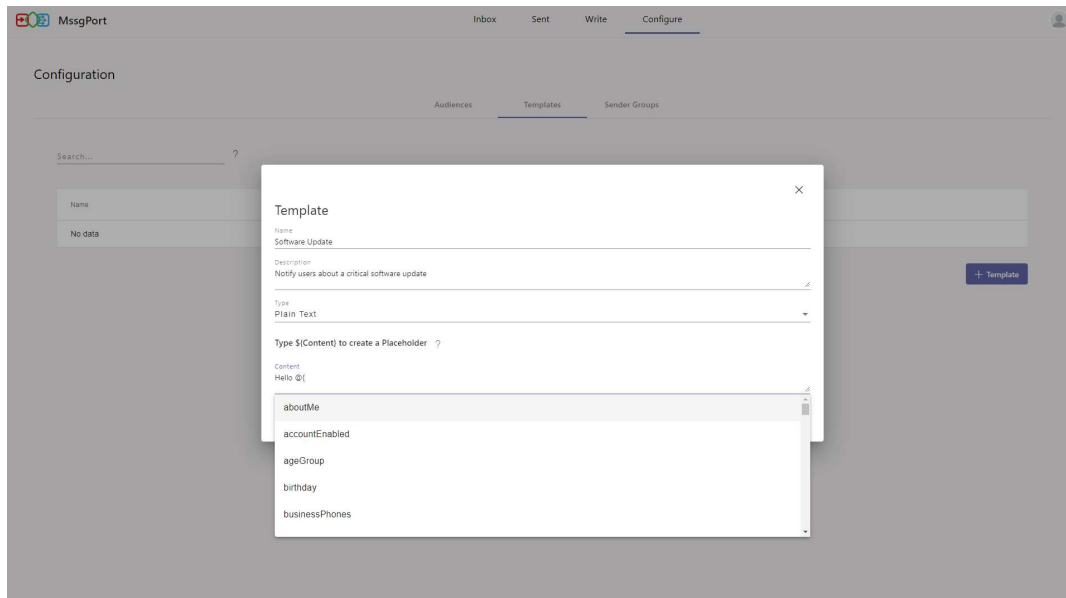 MssgPort
Inbox Sent Write Configure
Configuration
Audiences Templates Sender Groups
Search... ?
Name
No data
+ Template
×
Template
Name
Software Update
Description
Notify users about a critical software update
Type
Plain Text
Type $(Content) to create a Placeholder ?
Content
Hello @{
aboutMe
accountEnabled
ageGroup
birthday
businessPhones